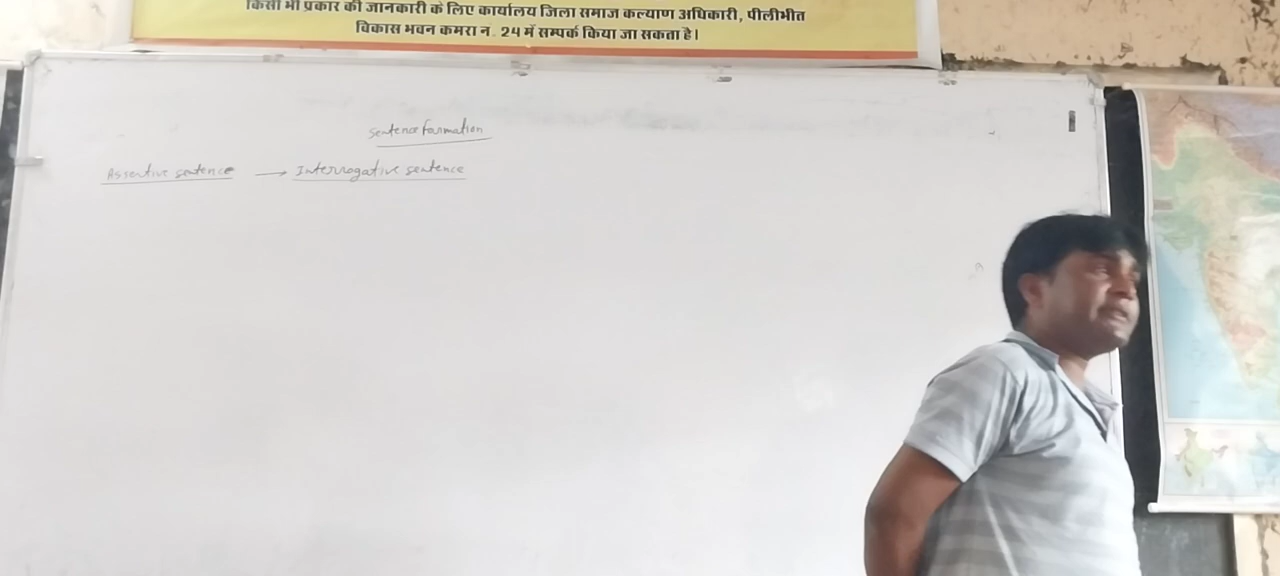 किसी भी प्रकार की जानकारी के लिए कार्यालय जिला समाज कल्याण अधिकारी, पीलीभीत
विकास भवन कमरा न. 24 में सम्पर्क किया जा सकता है।
Sentence Formation
Assertive sentence → Interrogative sentence